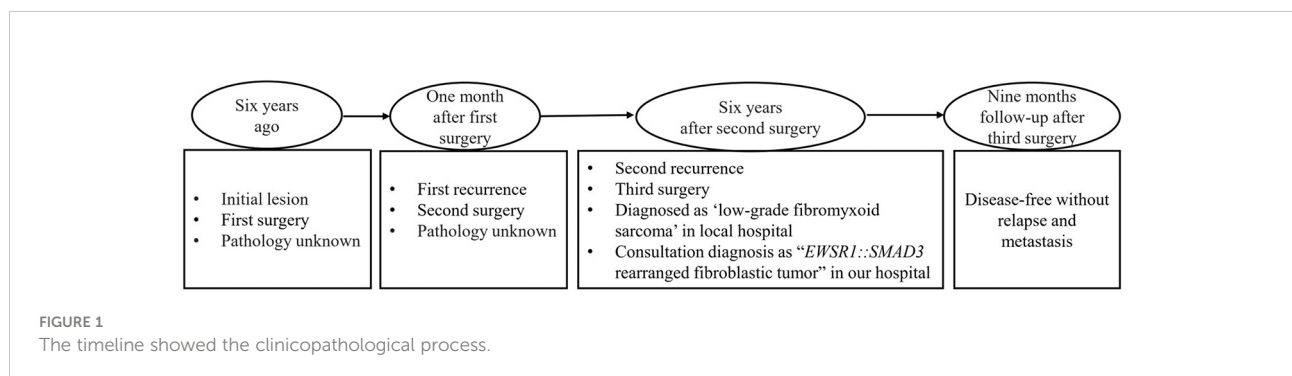 Six years
ago
One month
after first
surgery
Six years
after second surgery
Nine months
follow-up after
third surgery
• Initial lesion
• First surgery
• Pathology unknown
• First recurrence
• Second surgery
• Pathology unknown
• Second recurrence
• Third surgery
• Diagnosed as ‘low-grade fibromyxoid
sarcoma’ in local hospital
• Consultation diagnosis as “EWSR1::SMAD3
rearranged fibroblastic tumor” in our hospital
Disease-free without
relapse and
metastasis
FIGURE 1
The timeline showed the clinicopathological process.